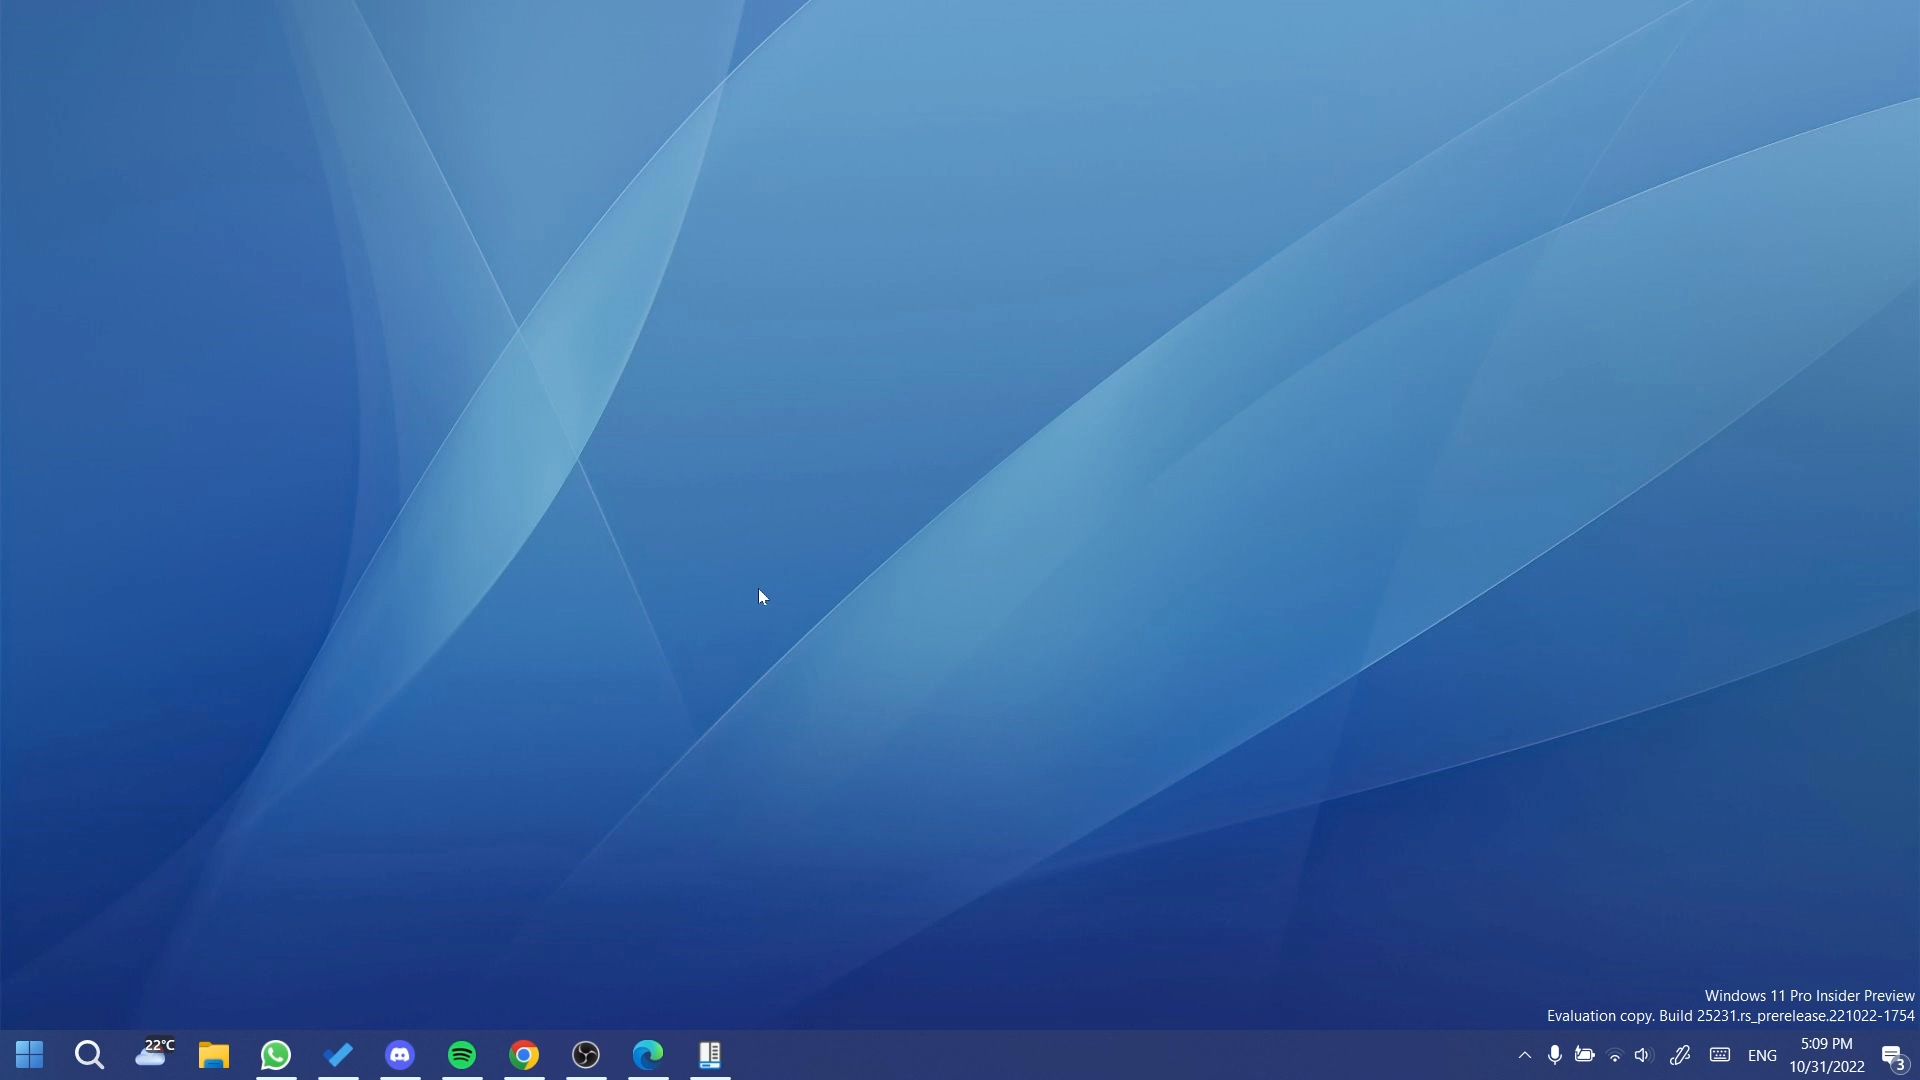 Windows 11 Pro Insider Preview
Evaluation copy. Build 25231.rs_prerelease.221022-1754
22°C
ENG
5:09 PM
10/31/2022
3